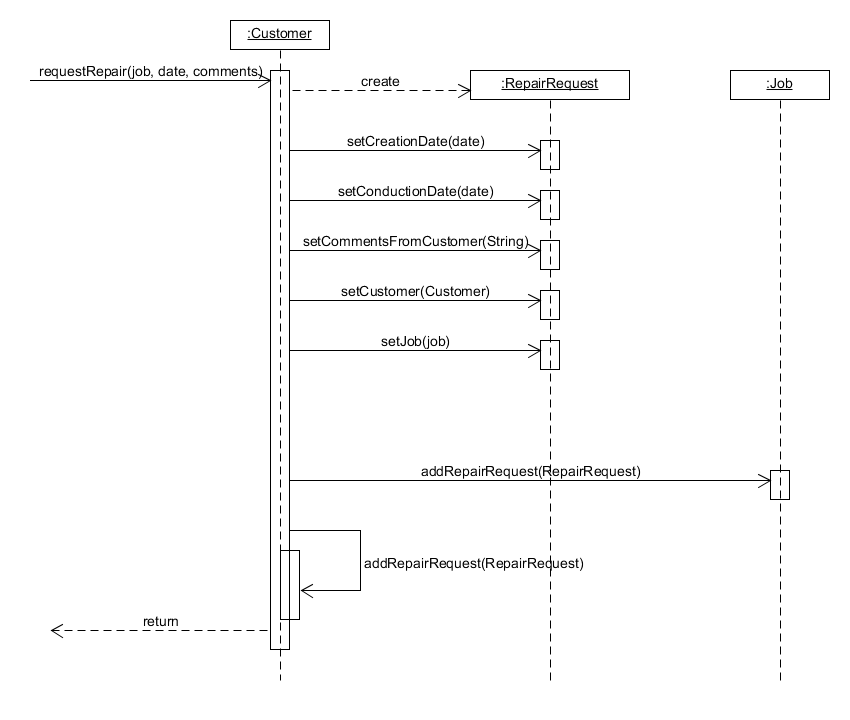 :Customer
requestRepair(job, date, comments)
create
:RepairRequest
:Job
setCreationDate(date)
setConductionDate(date)
setCommentsFromCustomer(String)
setCustomer(Customer)
setJob(job)
addRepairRequest(RepairRequest)
addRepairRequest(RepairRequest)
return